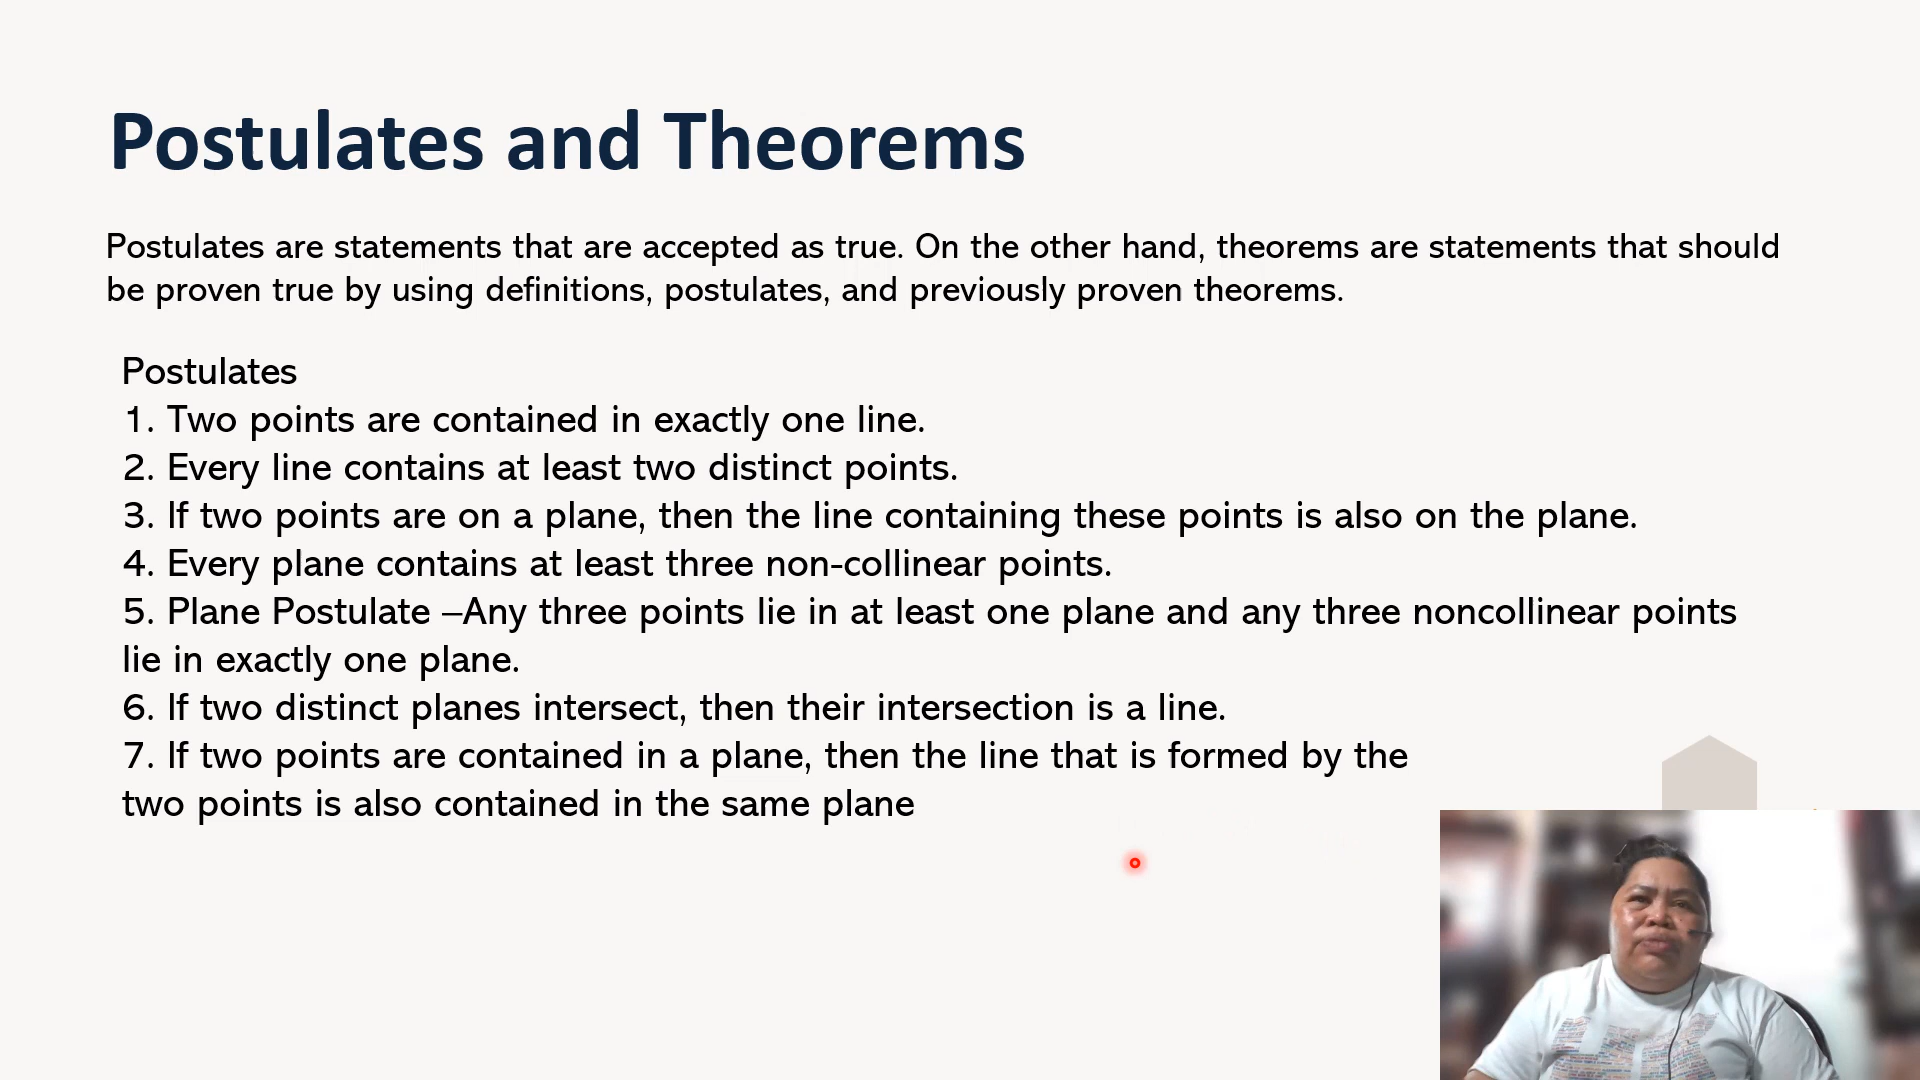 Postulates and Theorems
Postulates are statements that are accepted as true. On the other hand, theorems are statements that should
be proven true by using definitions, postulates, and previously proven theorems.
Postulates
1. Two points are contained in exactly one line.
2. Every line contains at least two distinct points.
3. If two points are on a plane, then the line containing these points is also on the plane.
4. Every plane contains at least three non-collinear points.
5. Plane Postulate –Any three points lie in at least one plane and any three noncollinear points
lie in exactly one plane.
6. If two distinct planes intersect, then their intersection is a line.
7. If two points are contained in a plane, then the line that is formed by the
two points is also contained in the same plane